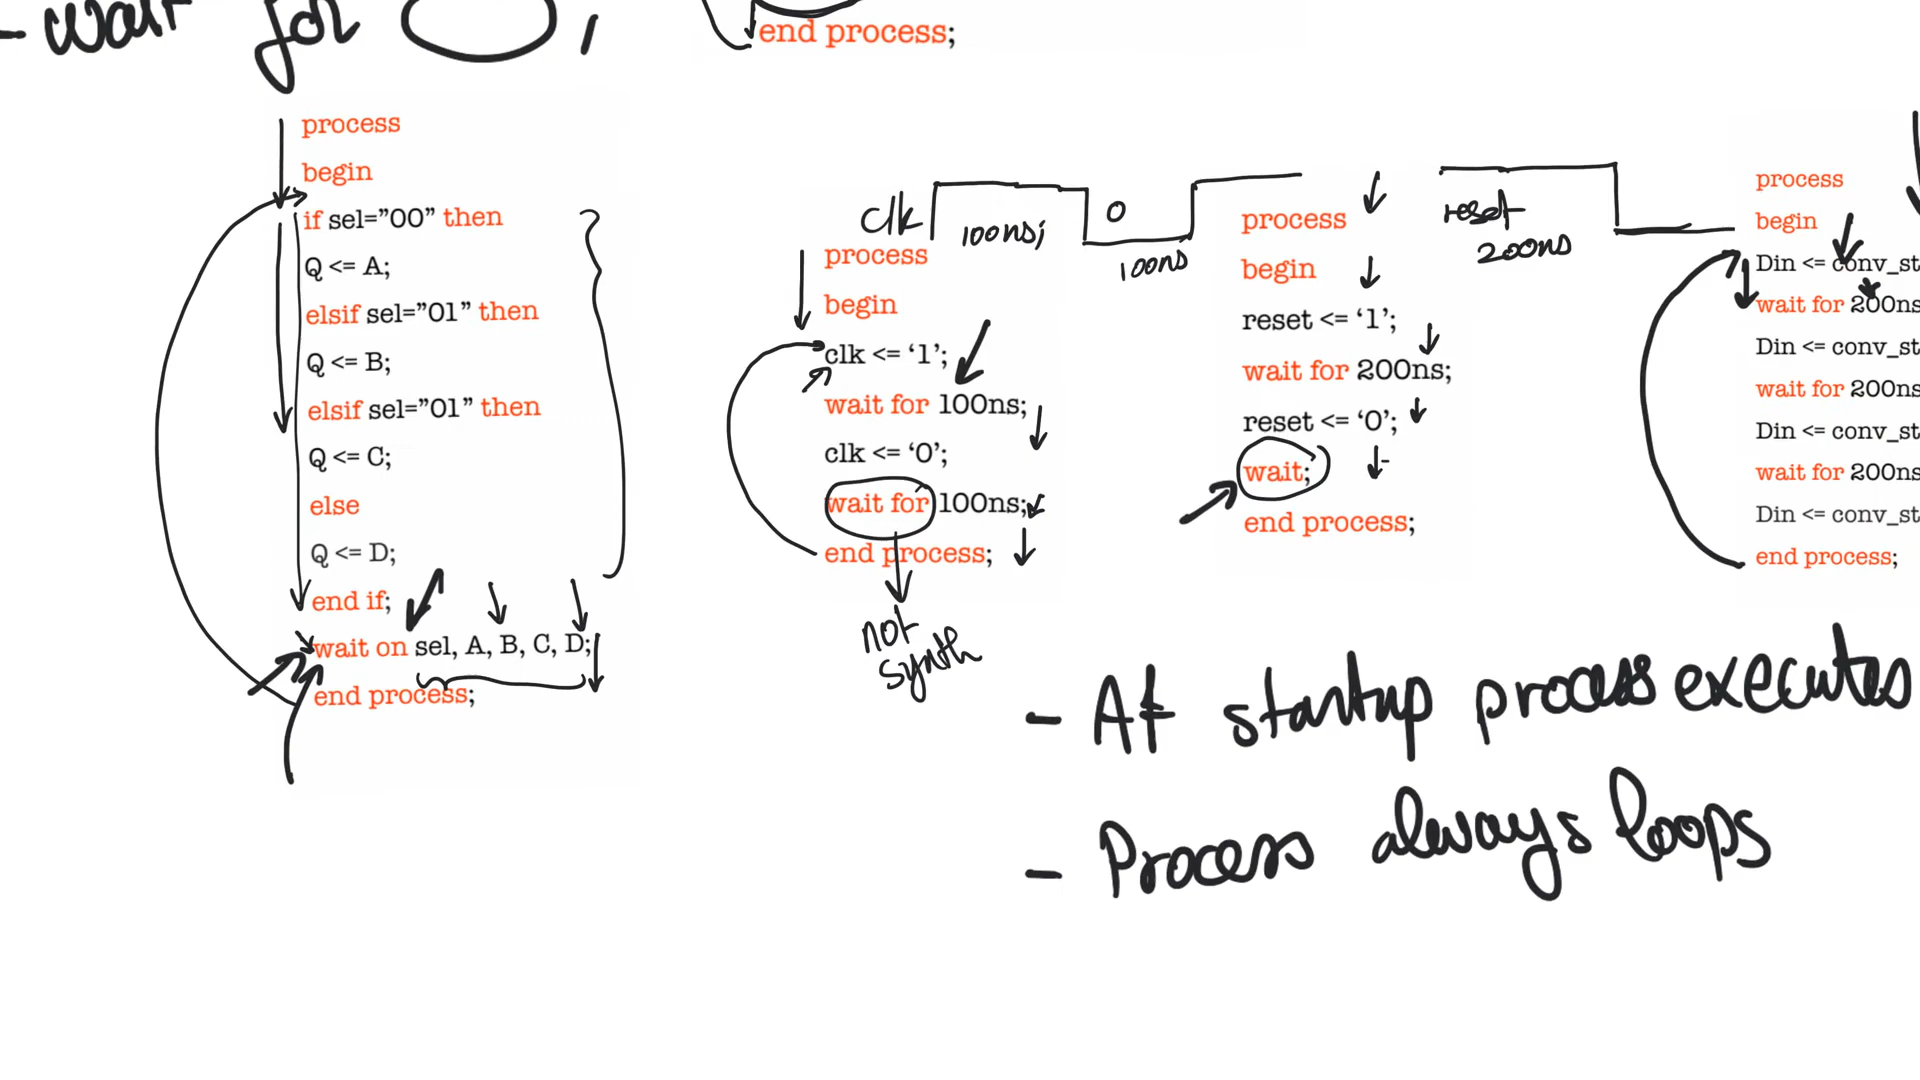 - wait for ;
end process;
process
begin
if sel=”00” then
Q <= A;
elsif sel=”01” then
Q <= B;
elsif sel=”01” then
Q <= C;
else
Q <= D;
end if;
wait on sel, A, B, C, D;
end process;
clk
100ns;
0
100ns
process
begin
clk <= ‘1’;
wait for 100ns;
clk <= ‘0’;
wait for 100ns;
end process;
not
synth
process
begin
reset <= ‘1’;
wait for 200ns;
reset <= ‘0’;
wait;
end process;
reset
200ns
process
begin
Din <= conv_st
wait for 200ns
Din <= conv_st
wait for 200ns
Din <= conv_st
wait for 200ns
Din <= conv_st
end process;
- At startup process executes
- Process always loops